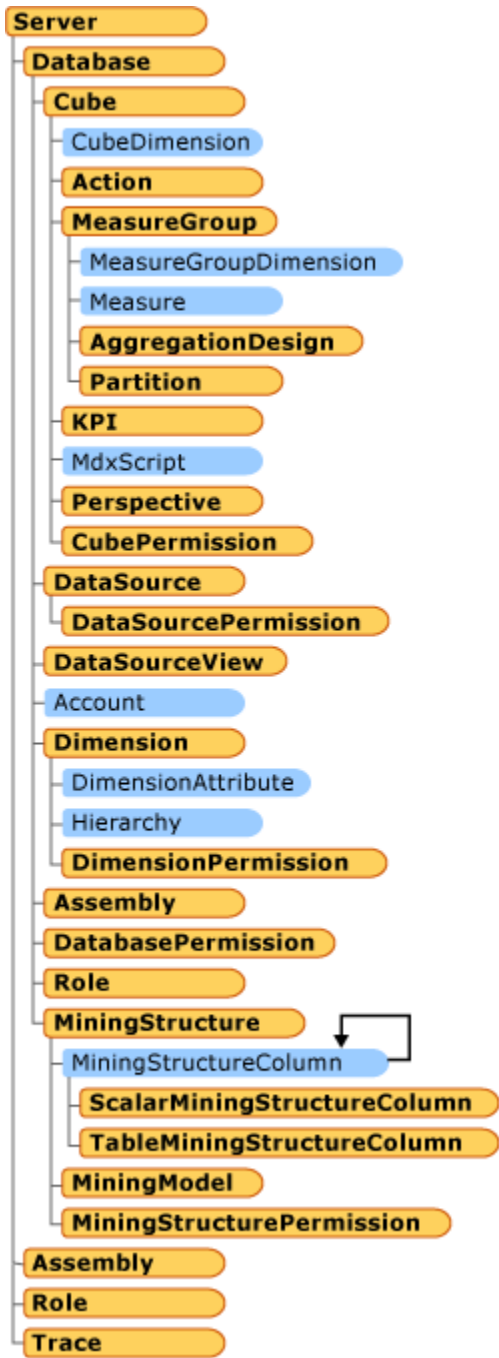 Server
Database
Cube
CubeDimension
Action
MeasureGroup
MeasureGroupDimension
Measure
AggregationDesign
Partition
KPI
MdxScript
Perspective
CubePermission
DataSource
DataSourcePermission
DataSourceView
Account
Dimension
DimensionAttribute
Hierarchy
DimensionPermission
Assembly
DatabasePermission
Role
MiningStructure
MiningStructureColumn
ScalarMiningStructureColumn
TableMiningStructureColumn
MiningModel
MiningStructurePermission
Assembly
Role
Trace